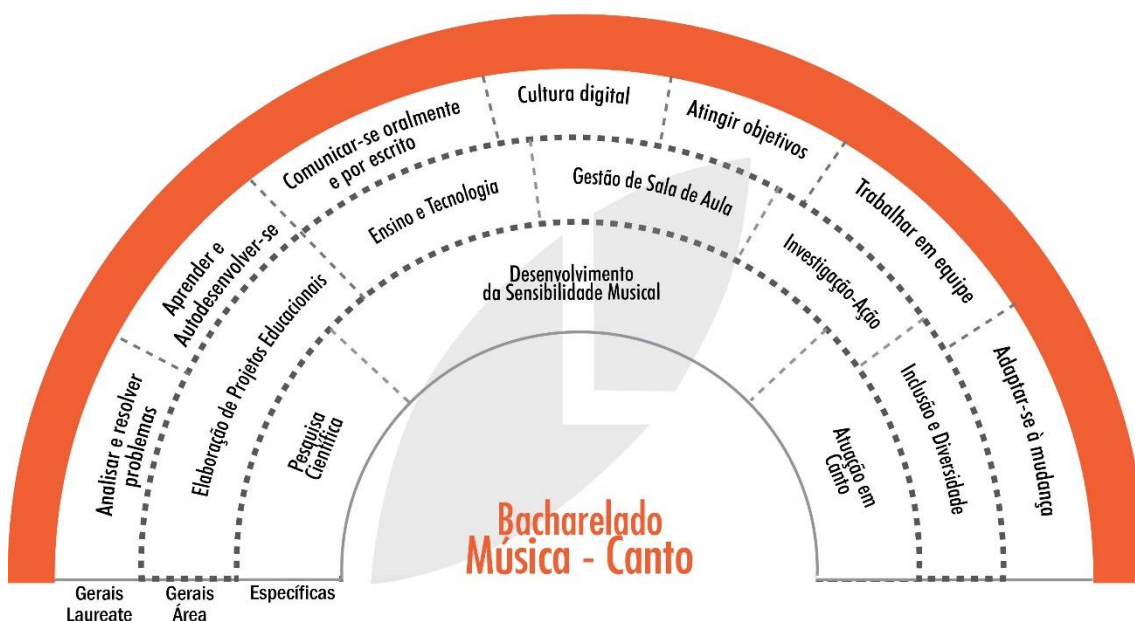 Analisar e resolver
problemas
Aprender e
Autodesenvolver-se
Comunicar-se oralmente
e por escrito
Cultura digital
Atingir objetivos
Trabalhar em equipe
Adaptar-se à mudança
Elaboração de Projetos Educacionais
Ensino e Tecnologia
Gestão de Sala de Aula
Investigação-Ação
Inclusão e Diversidade
Pesquisa
Científica
Desenvolvimento
da Sensibilidade Musical
Atuação em
Canto
Bacharelado
Música - Canto
Gerais
Laureate
Gerais
Área
Específicas